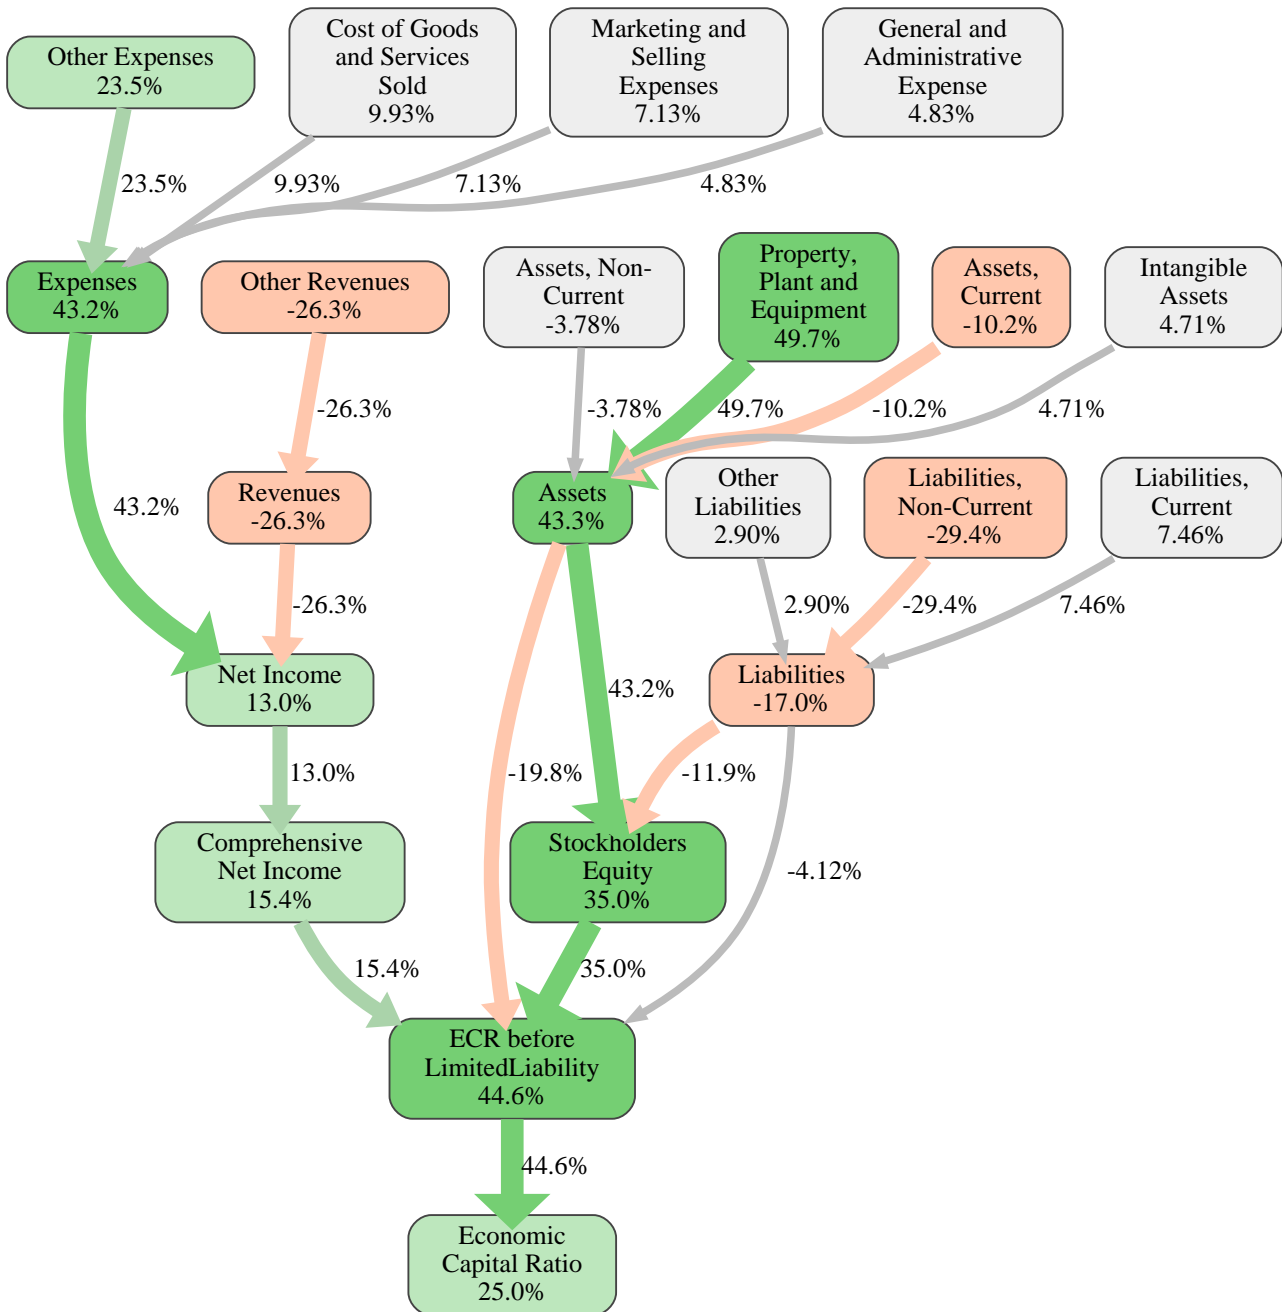 Other Expenses
23.5%
Cost of Goods
and Services
Sold
9.93%
Marketing and
Selling
Expenses
7.13%
General and
Administrative
Expense
4.83%
23.5%
9.93%
7.13%
4.83%
Expenses
43.2%
Other Revenues
-26.3%
Assets, Non-
Current
-3.78%
Property,
Plant and
Equipment
49.7%
Assets,
Current
-10.2%
Intangible
Assets
4.71%
-26.3%
-3.78%
49.7%
-10.2%
4.71%
43.2%
Revenues
-26.3%
Assets
43.3%
Other
Liabilities
2.90%
Liabilities,
Non-Current
-29.4%
Liabilities,
Current
7.46%
-26.3%
2.90%
-29.4%
7.46%
Net Income
13.0%
43.2%
Liabilities
-17.0%
13.0%
-19.8%
-11.9%
Comprehensive
Net Income
15.4%
Stockholders
Equity
35.0%
-4.12%
15.4%
35.0%
ECR before
LimitedLiability
44.6%
44.6%
Economic
Capital Ratio
25.0%